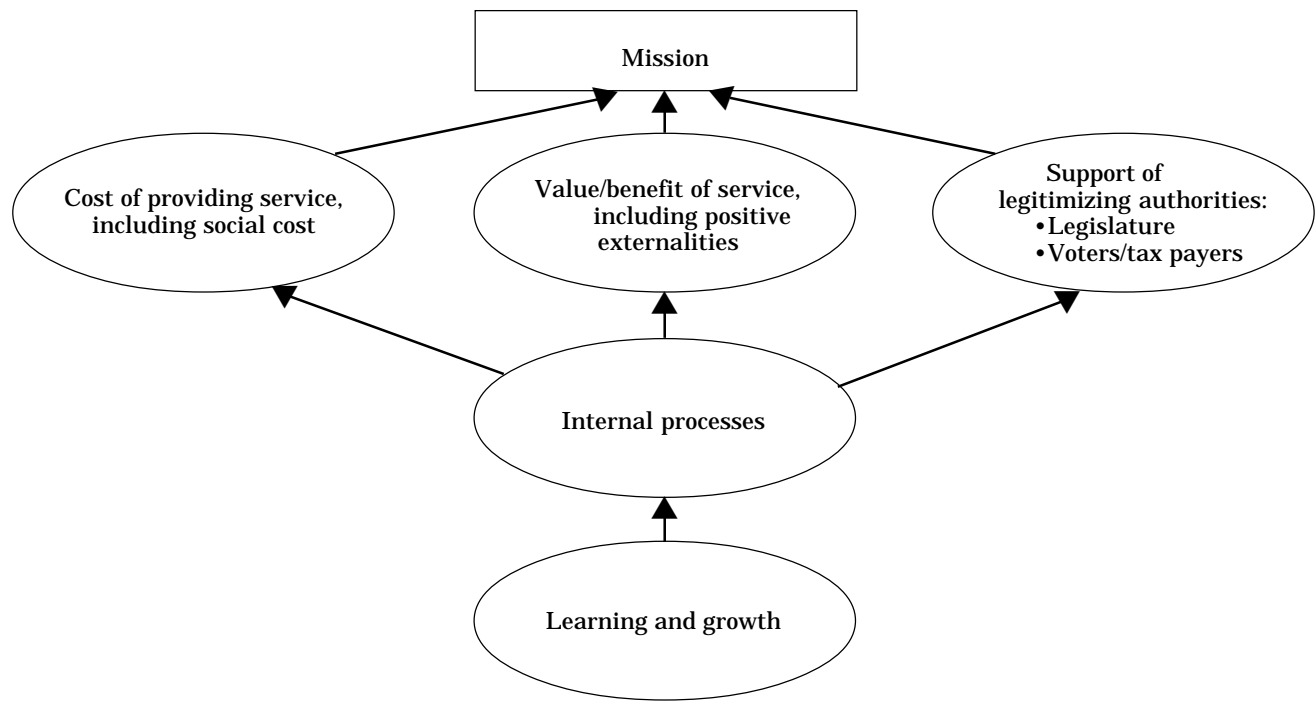 Mission
Cost of providing service,
including social cost
Value/benefit of service,
including positive
externalities
Support of
legitimizing authorities:
•Legislature
•Voters/tax payers
Internal processes
Learning and growth